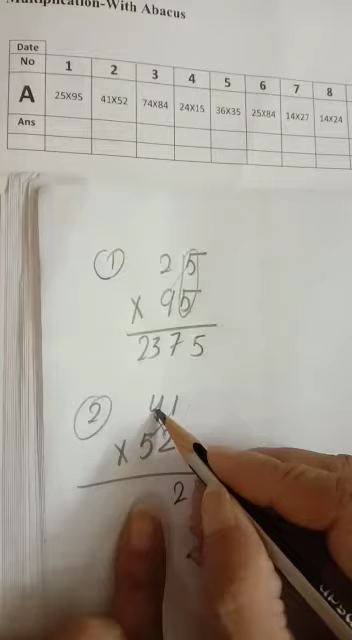 Multiplication-With Abacus
Date
No 1 2 3 4 5 6 7 8
A 25X95 41X52 74X84 24X15 36X35 25X84 14X27 14X24
Ans
① 25
x 95
2375
② 41
x 52
2